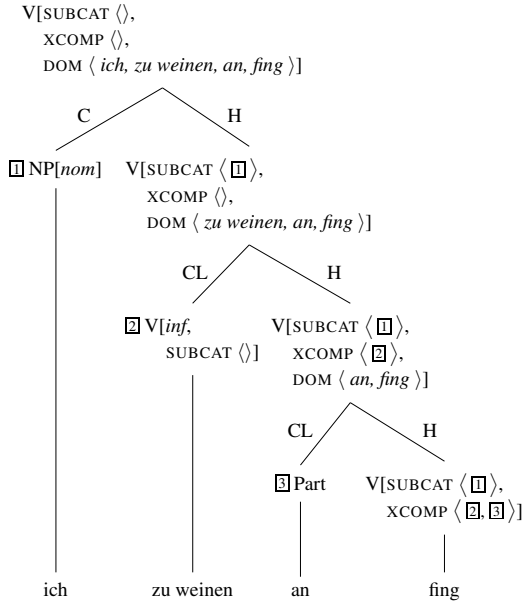 V[SUBCAT ⟨⟩,
XCOMP ⟨⟩,
DOM ⟨ ich, zu weinen, an, fing ⟩]
C H
1 NP[nom] V[SUBCAT ⟨ 1 ⟩,
XCOMP ⟨⟩,
DOM ⟨ zu weinen, an, fing ⟩]
CL H
2 V[inf, V[SUBCAT ⟨ 1 ⟩,
SUBCAT ⟨⟩] XCOMP ⟨ 2 ⟩,
DOM ⟨ an, fing ⟩]
CL H
3 Part V[SUBCAT ⟨ 1 ⟩,
XCOMP ⟨ 2, 3 ⟩]
ich zu weinen an fing